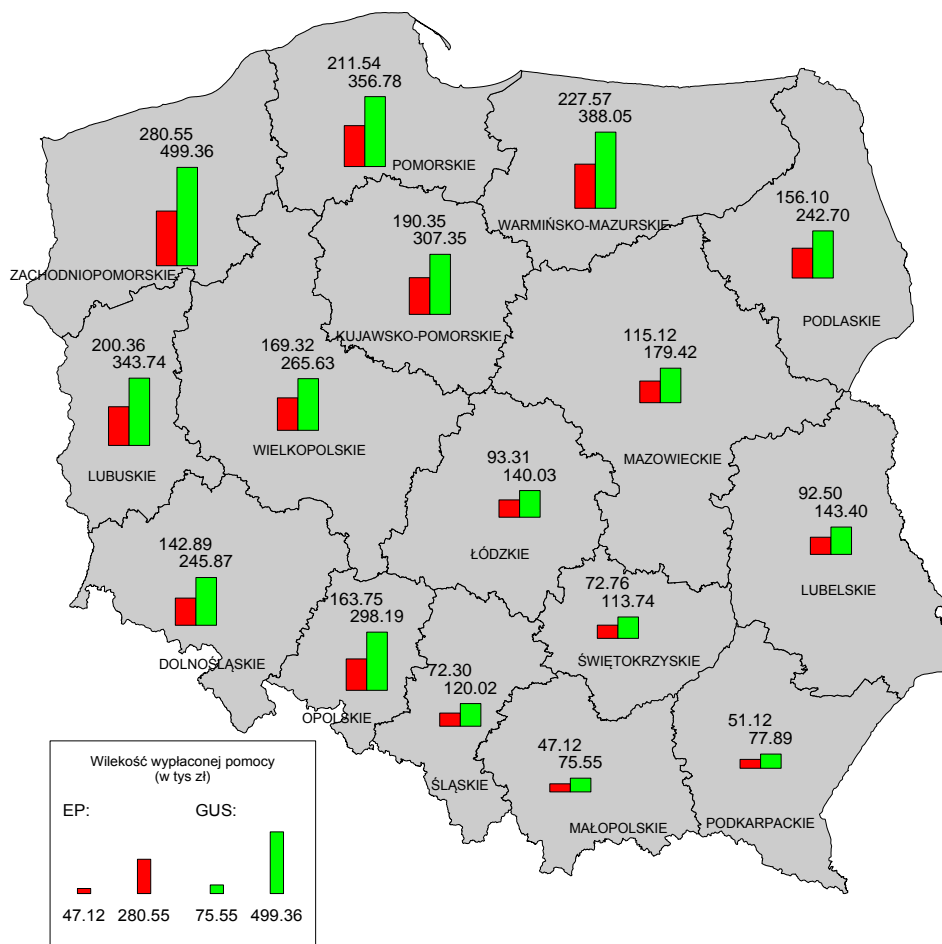 211.54
356.78
POMORSKIE
227.57
388.05
WARMIŃSKO-MAZURSKIE
280.55
499.36
ZACHODNIOPOMORSKIE
156.10
242.70
PODLASKIE
190.35
307.35
KUJAWSKO-POMORSKIE
200.36
343.74
LUBUSKIE
169.32
265.63
WIELKOPOLSKIE
115.12
179.42
MAZOWIECKIE
93.31
140.03
ŁÓDZKIE
92.50
143.40
LUBELSKIE
142.89
245.87
DOLNOŚLĄSKIE
163.75
298.19
OPOLSKIE
72.76
113.74
ŚWIĘTOKRZYSKIE
72.30
120.02
ŚLĄSKIE
47.12
75.55
MAŁOPOLSKIE
51.12
77.89
PODKARPACKIE
Wilekość wypłaconej pomocy
(w tys zł)
EP: GUS:
47.12 280.55 75.55 499.36